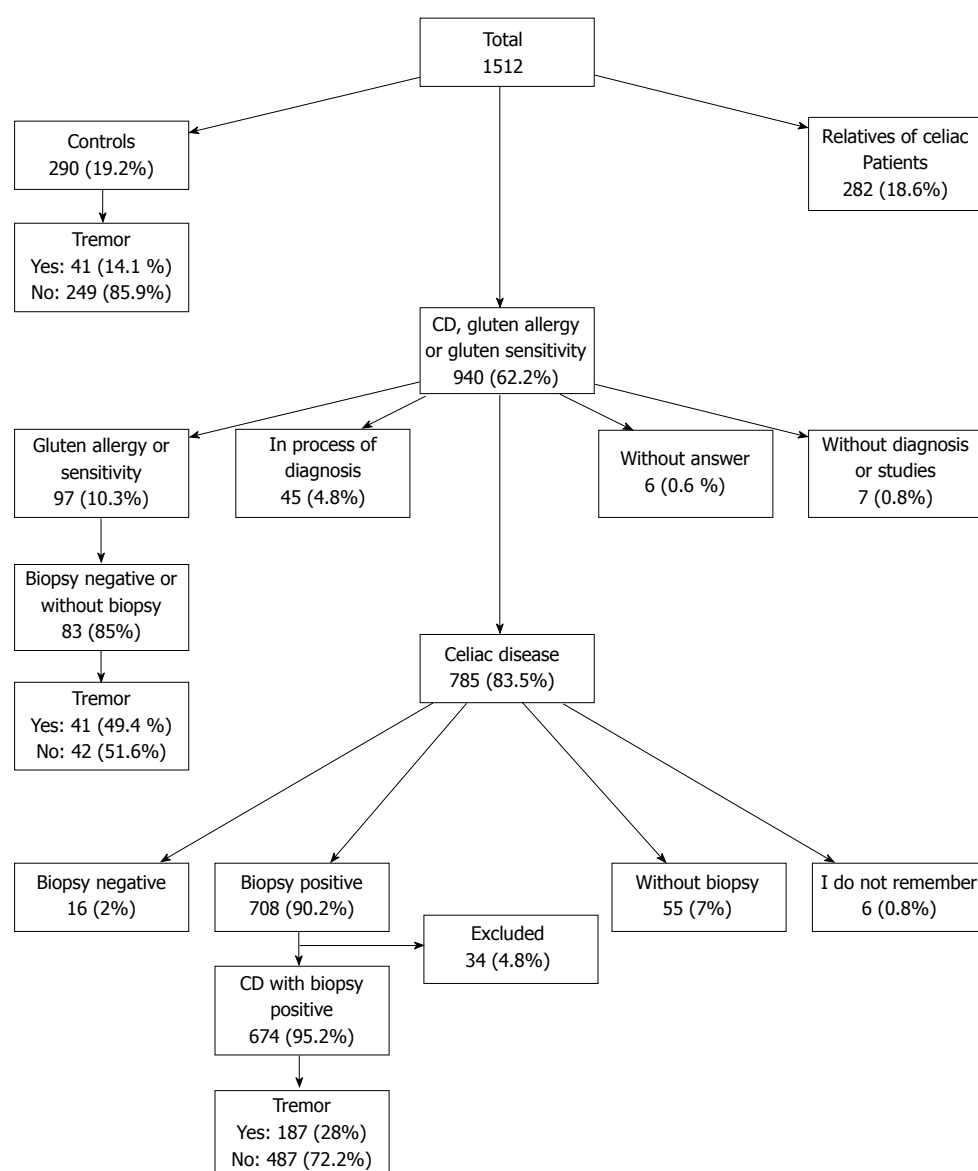 Total
1512
Controls
290 (19.2%)
Relatives of celiac
Patients
282 (18.6%)
Tremor
Yes: 41 (14.1 %)
No: 249 (85.9%)
CD, gluten allergy
or gluten sensitivity
940 (62.2%)
Gluten allergy or
sensitivity
97 (10.3%)
In process of
diagnosis
45 (4.8%)
Without answer
6 (0.6 %)
Without diagnosis
or studies
7 (0.8%)
Biopsy negative or
without biopsy
83 (85%)
Celiac disease
785 (83.5%)
Tremor
Yes: 41 (49.4 %)
No: 42 (51.6%)
Biopsy negative
16 (2%)
Biopsy positive
708 (90.2%)
Without biopsy
55 (7%)
I do not remember
6 (0.8%)
Excluded
34 (4.8%)
CD with biopsy
positive
674 (95.2%)
Tremor
Yes: 187 (28%)
No: 487 (72.2%)